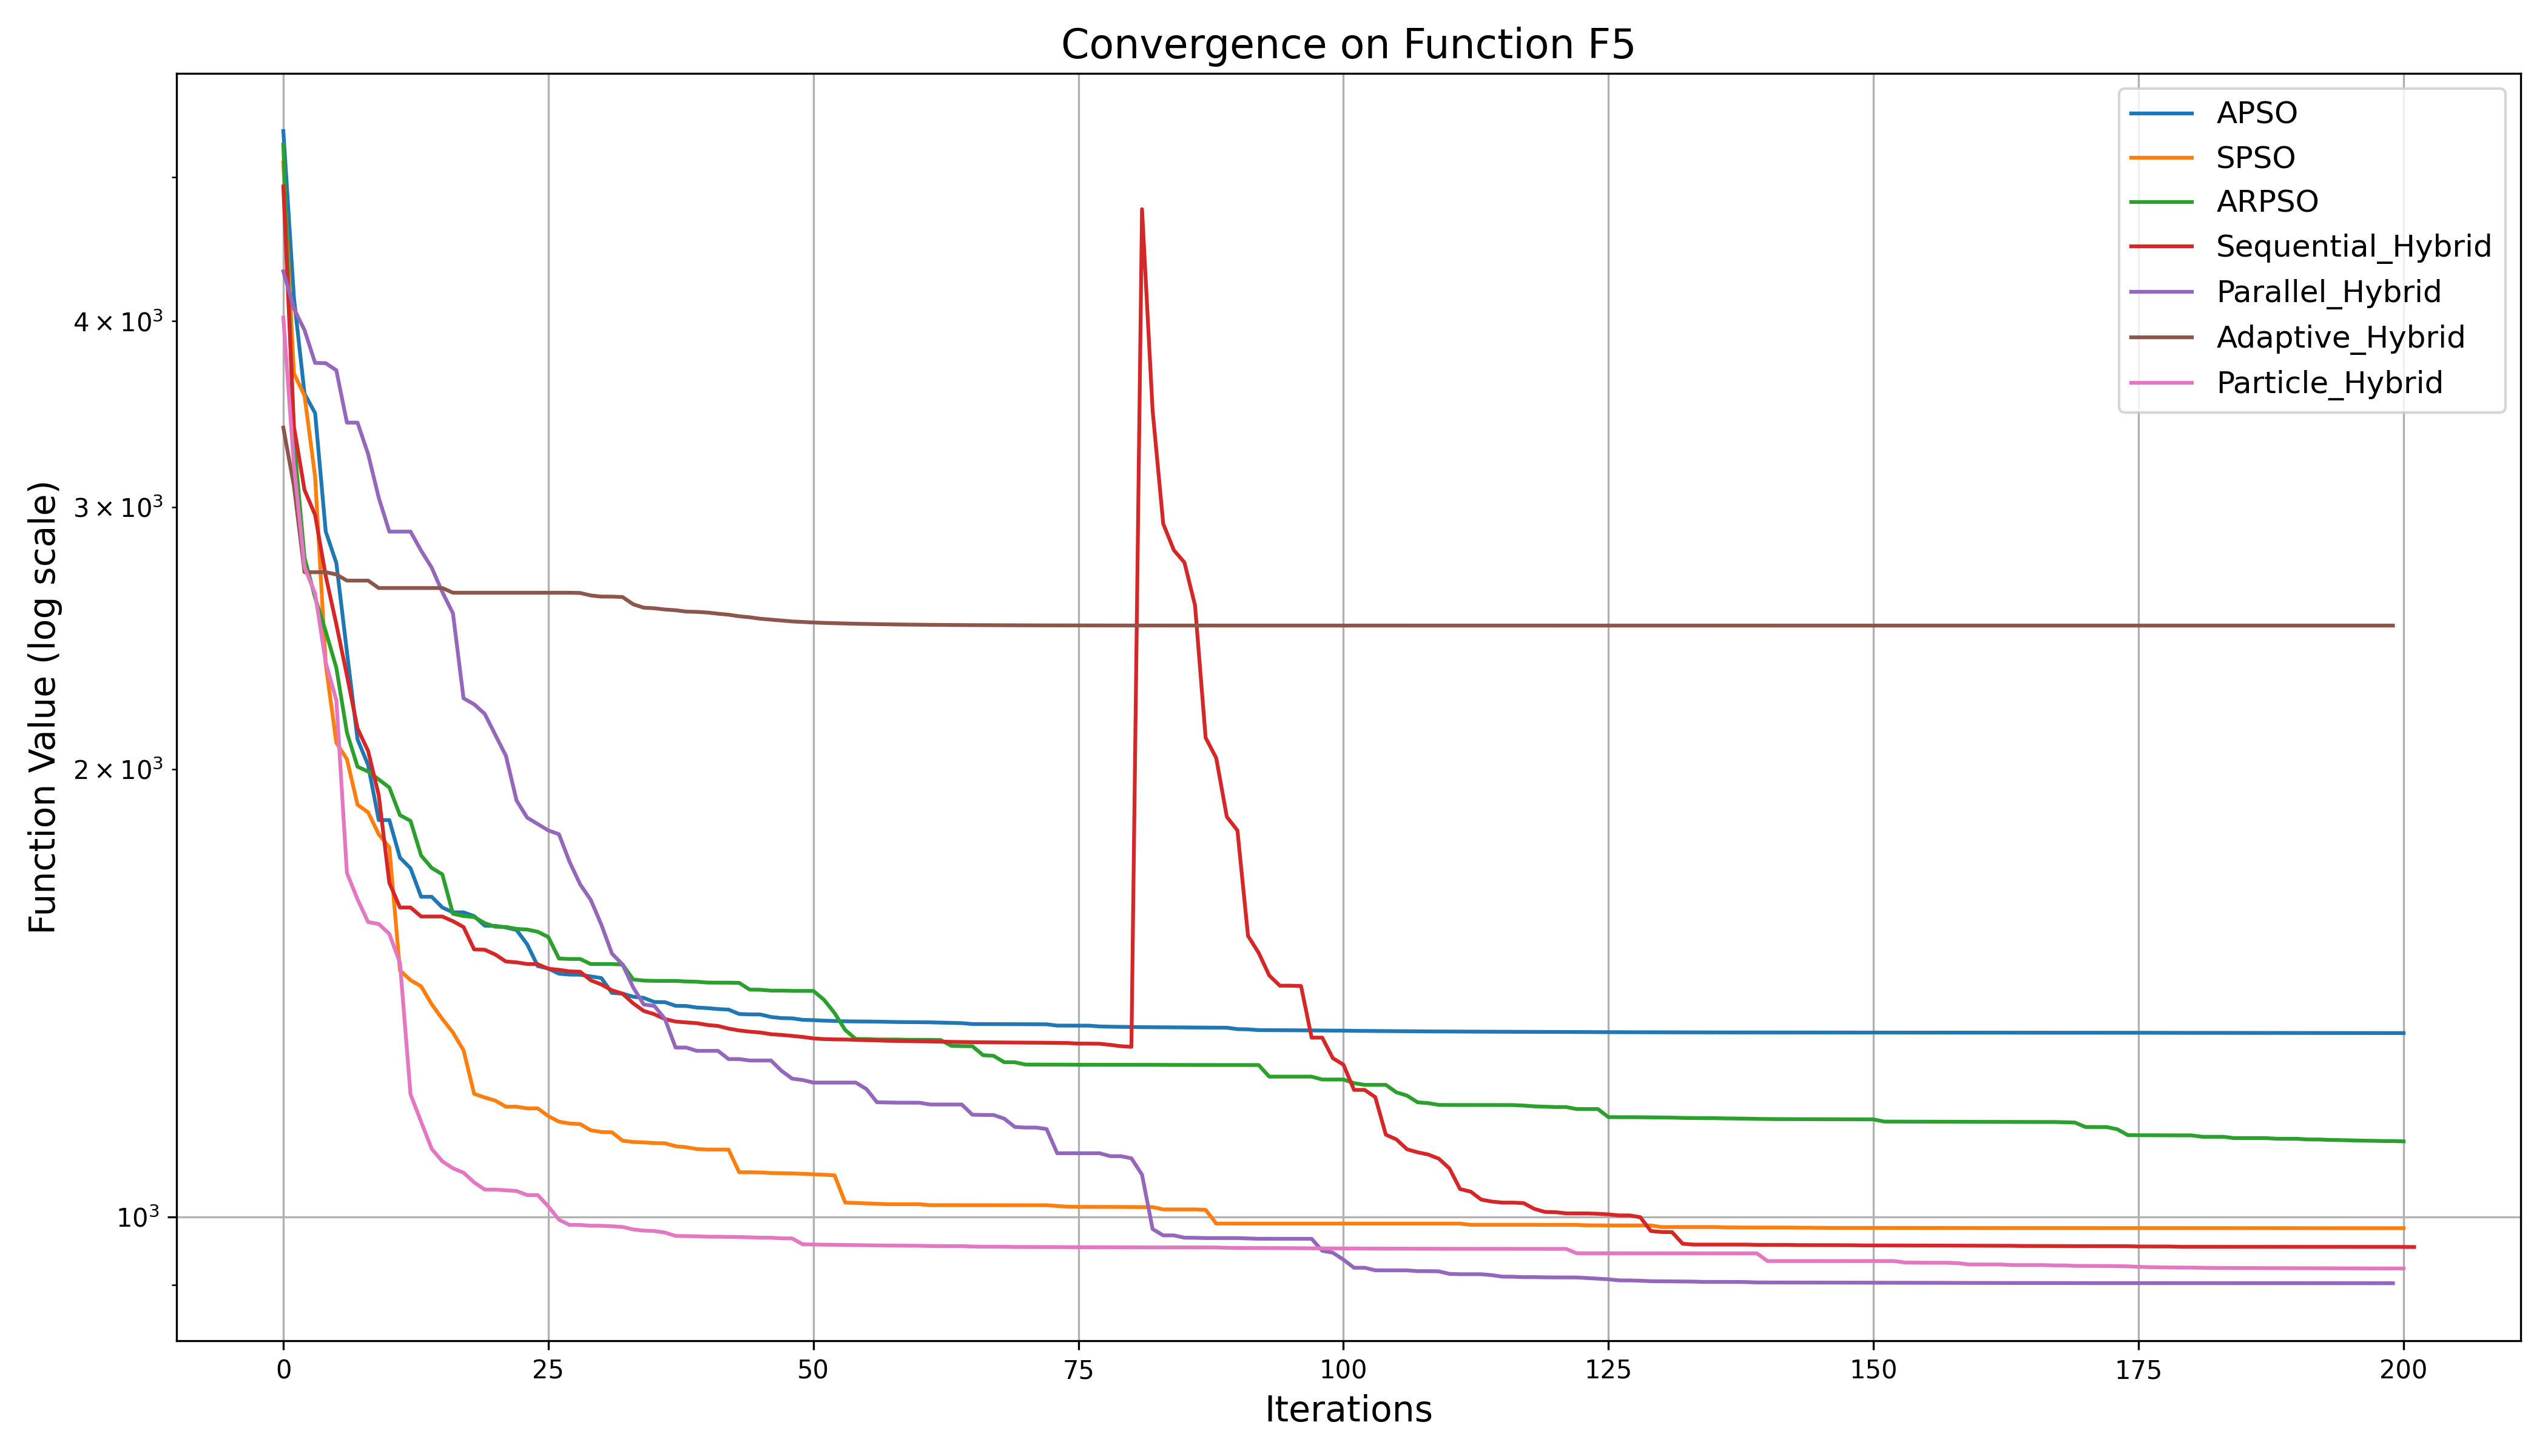 Convergence on Function F5
Function Value (log scale)
4 × 10³
3 × 10³
2 × 10³
10³
0 25 50 75 100 125 150 175 200
Iterations
APSO
SPSO
ARPSO
Sequential_Hybrid
Parallel_Hybrid
Adaptive_Hybrid
Particle_Hybrid